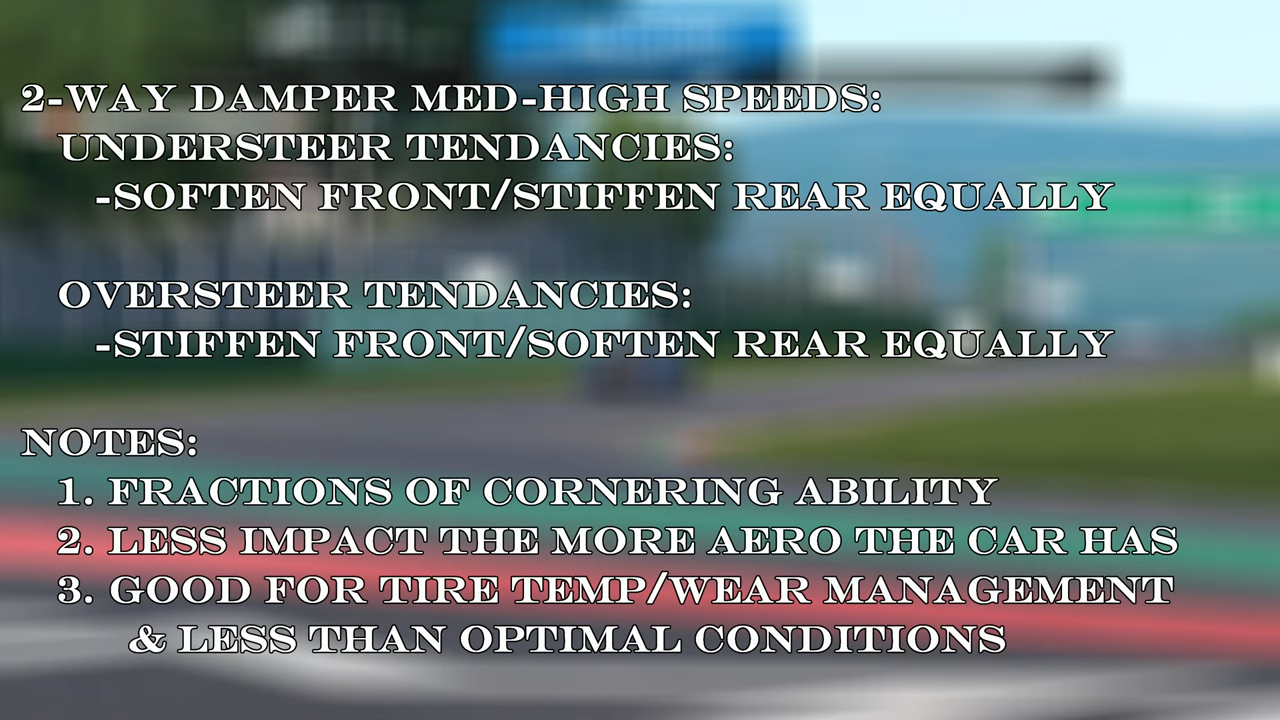 2-WAY DAMPER MED-HIGH SPEEDS:
UNDERSTEER TENDANCIES:
-SOFTEN FRONT/STIFFEN REAR EQUALLY
OVERSTEER TENDANCIES:
-STIFFEN FRONT/SOFTEN REAR EQUALLY
NOTES:
1. FRACTIONS OF CORNERING ABILITY
2. LESS IMPACT THE MORE AERO THE CAR HAS
3. GOOD FOR TIRE TEMP/WEAR MANAGEMENT
& LESS THAN OPTIMAL CONDITIONS